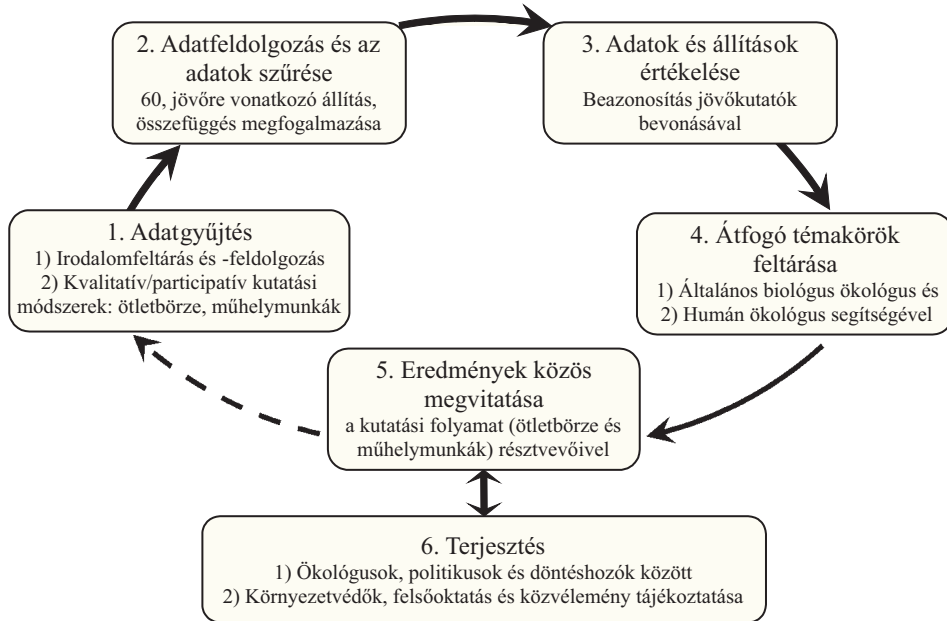 1. Adatgyűjtés
1) Irodalomfeltárás és -feldolgozás
2) Kvalitatív/participatív kutatási
módszerek: ötletbörze, műhelymunkák
2. Adatfeldolgozás és az
adatok szűrése
60, jövőre vonatkozó állítás,
összefüggés megfogalmazása
3. Adatok és állítások
értékelése
Beazonosítás jövőkutatók
bevonásával
4. Átfogó témakörök
feltárása
1) Általános biológus ökológus és
2) Humán ökológus segítségével
5. Eredmények közös
megvitatása
a kutatási folyamat (ötletbörze és
műhelymunkák) résztvevőivel
6. Terjesztés
1) Ökológusok, politikusok és döntéshozók között
2) Környezetvédők, felsőoktatás és közvélemény tájékoztatása